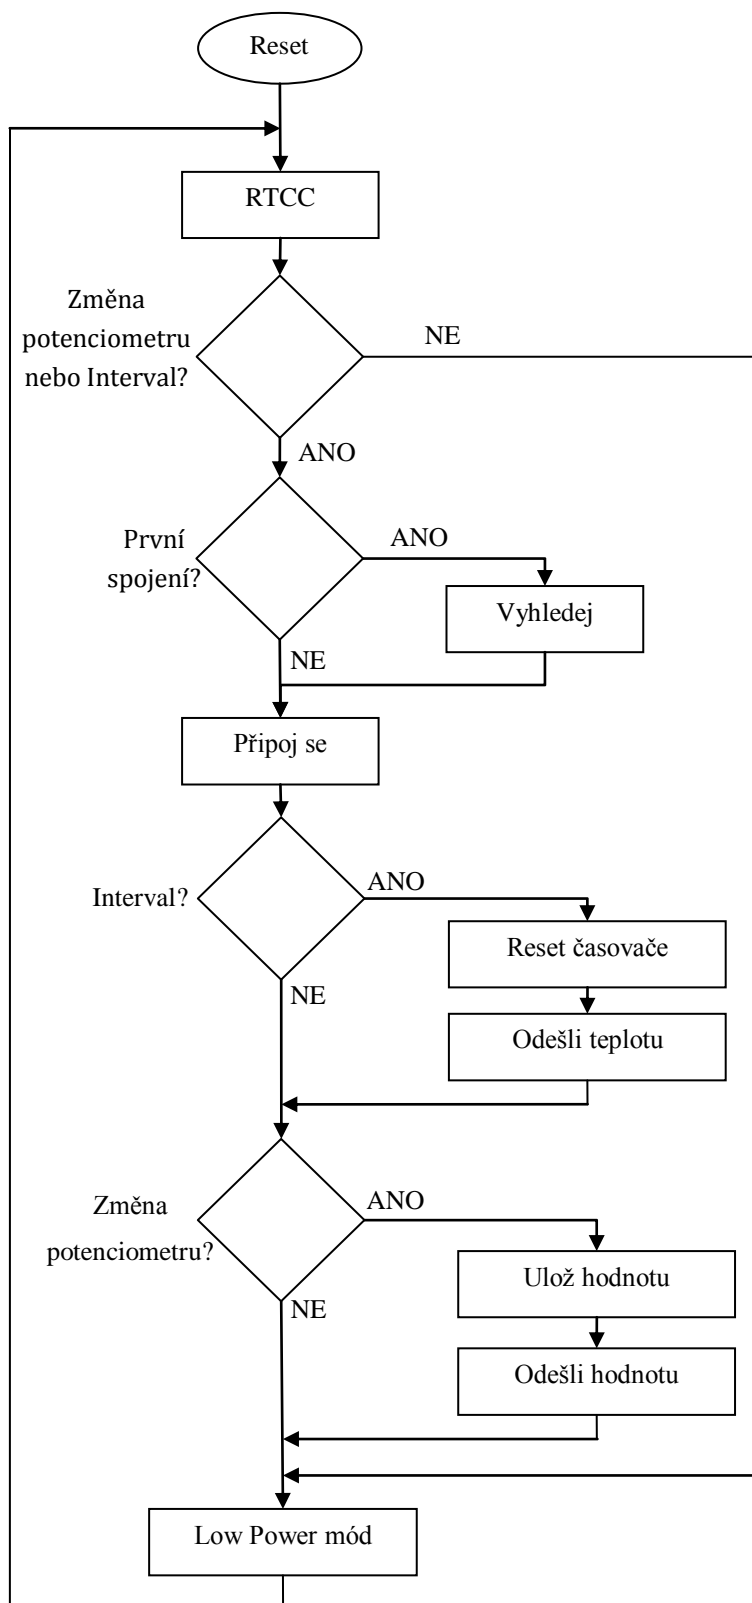 Reset
RTCC
Změna
potenciometru
nebo Interval?
NE
ANO
První
spojení?
ANO
Vyhledej
NE
Připoj se
Interval?
ANO
Reset časovače
NE
Odešli teplotu
Změna
potenciometru?
ANO
Ulož hodnotu
NE
Odešli hodnotu
Low Power mód